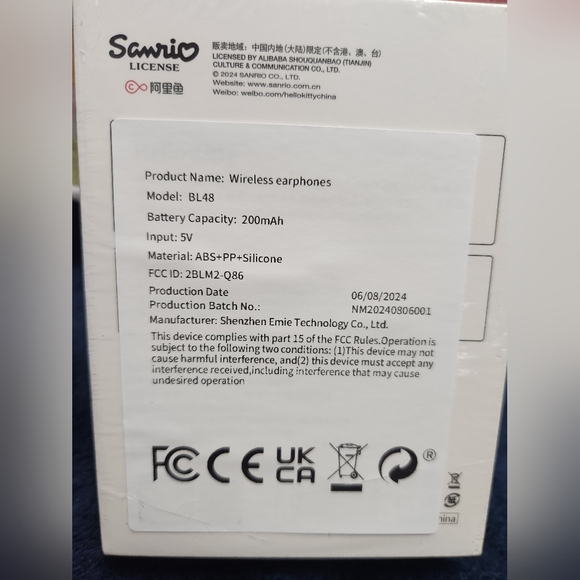 Sanrio
LICENSE
阿里鱼
贩卖地域：中国内地(大陆)限定(不含港、澳、台)
LICENSED BY ALIBABA SHOUQUANBAO (TIANJIN)
CULTURE & COMMUNICATION CO., LTD.
© 2024 SANRIO CO., LTD.
Website: www.sanrio.com.cn
Weibo: weibo.com/hellokittychina
Product Name: Wireless earphones
Model: BL48
Battery Capacity: 200mAh
Input: 5V
Material: ABS+PP+Silicone
FCC ID: 2BLM2-Q86
Production Date 06/08/2024
Production Batch No.: NM20240806001
Manufacturer: Shenzhen Emie Technology Co., Ltd.
This device complies with part 15 of the FCC Rules.Operation is
subject to the following two conditions: (1)This device may not
cause harmful interference, and(2) this device must accept any
interference received,including interference that may cause
undesired operation
FC CE UK
CA ®
hina